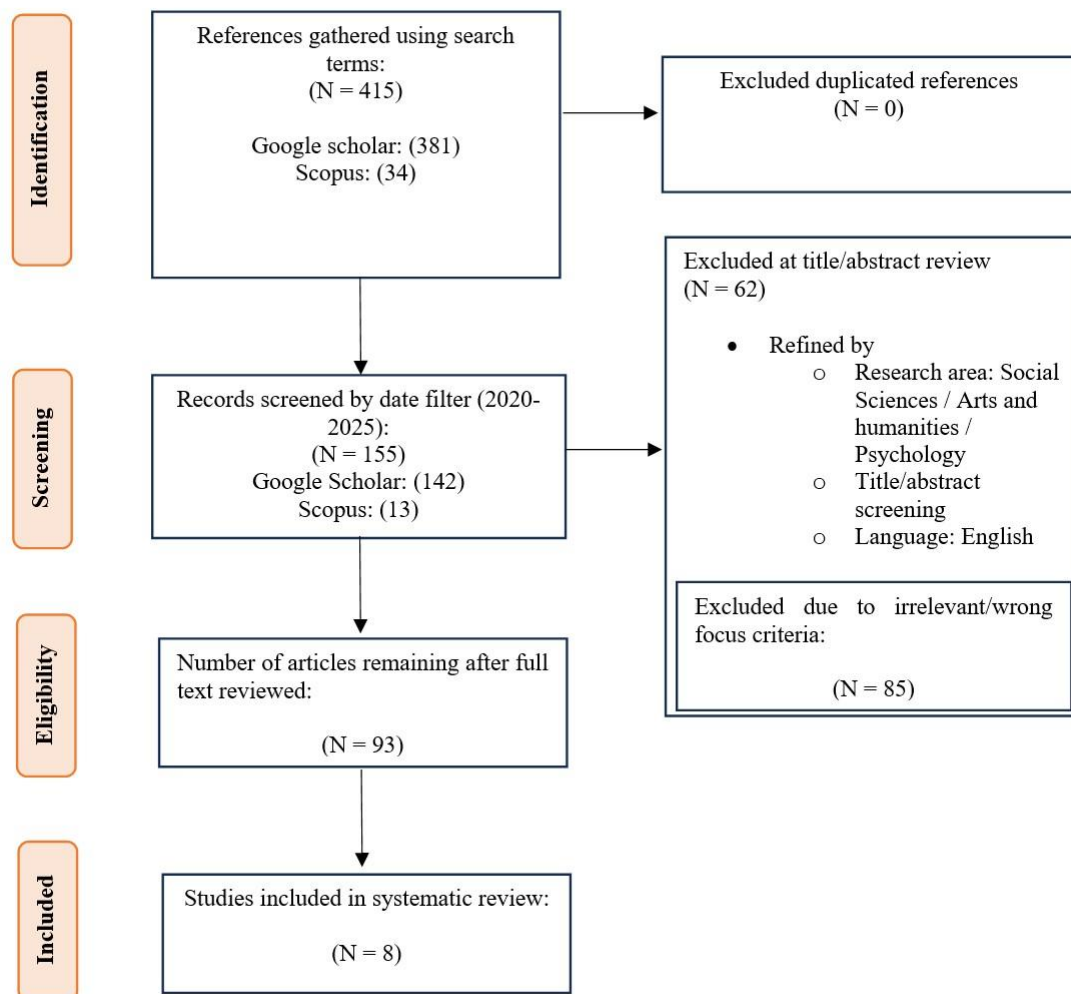 Identification
References gathered using search
terms:
(N = 415)
Google scholar: (381)
Scopus: (34)
Excluded duplicated references
(N = 0)
Screening
Records screened by date filter (2020-
2025):
(N = 155)
Google Scholar: (142)
Scopus: (13)
Excluded at title/abstract review
(N = 62)
• Refined by
o Research area: Social
Sciences / Arts and
humanities /
Psychology
o Title/abstract
screening
o Language: English
Excluded due to irrelevant/wrong
focus criteria:
(N = 85)
Eligibility
Number of articles remaining after full
text reviewed:
(N = 93)
Included
Studies included in systematic review:
(N = 8)